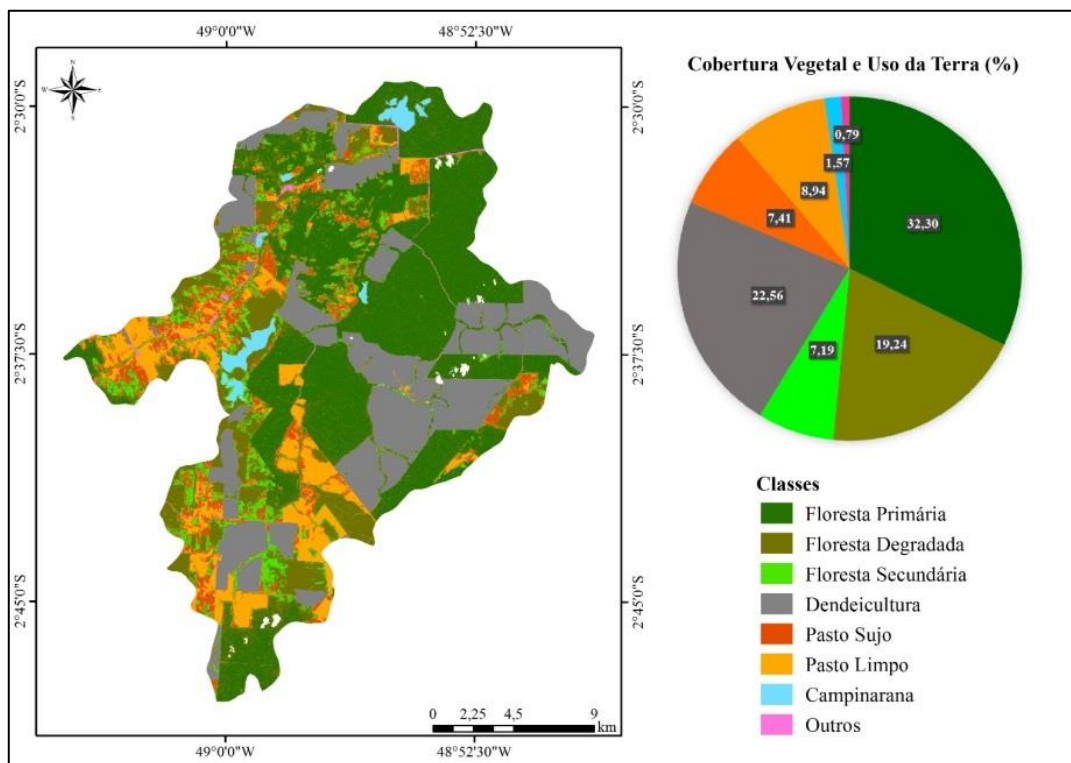 49°0'0"W
48°52'30"W
N
W
E
S
2°30'0"S
2°37'30"S
2°45'0"S
2°30'0"S
2°37'30"S
2°45'0"S
0 2,25 4,5 9
km
49°0'0"W
48°52'30"W
Cobertura Vegetal e Uso da Terra (%)
0,79
1,57
8,94
32,30
7,41
22,56
19,24
7,19
Classes
Floresta Primária
Floresta Degradada
Floresta Secundária
Dendeicultura
Pasto Sujo
Pasto Limpo
Campinarana
Outros